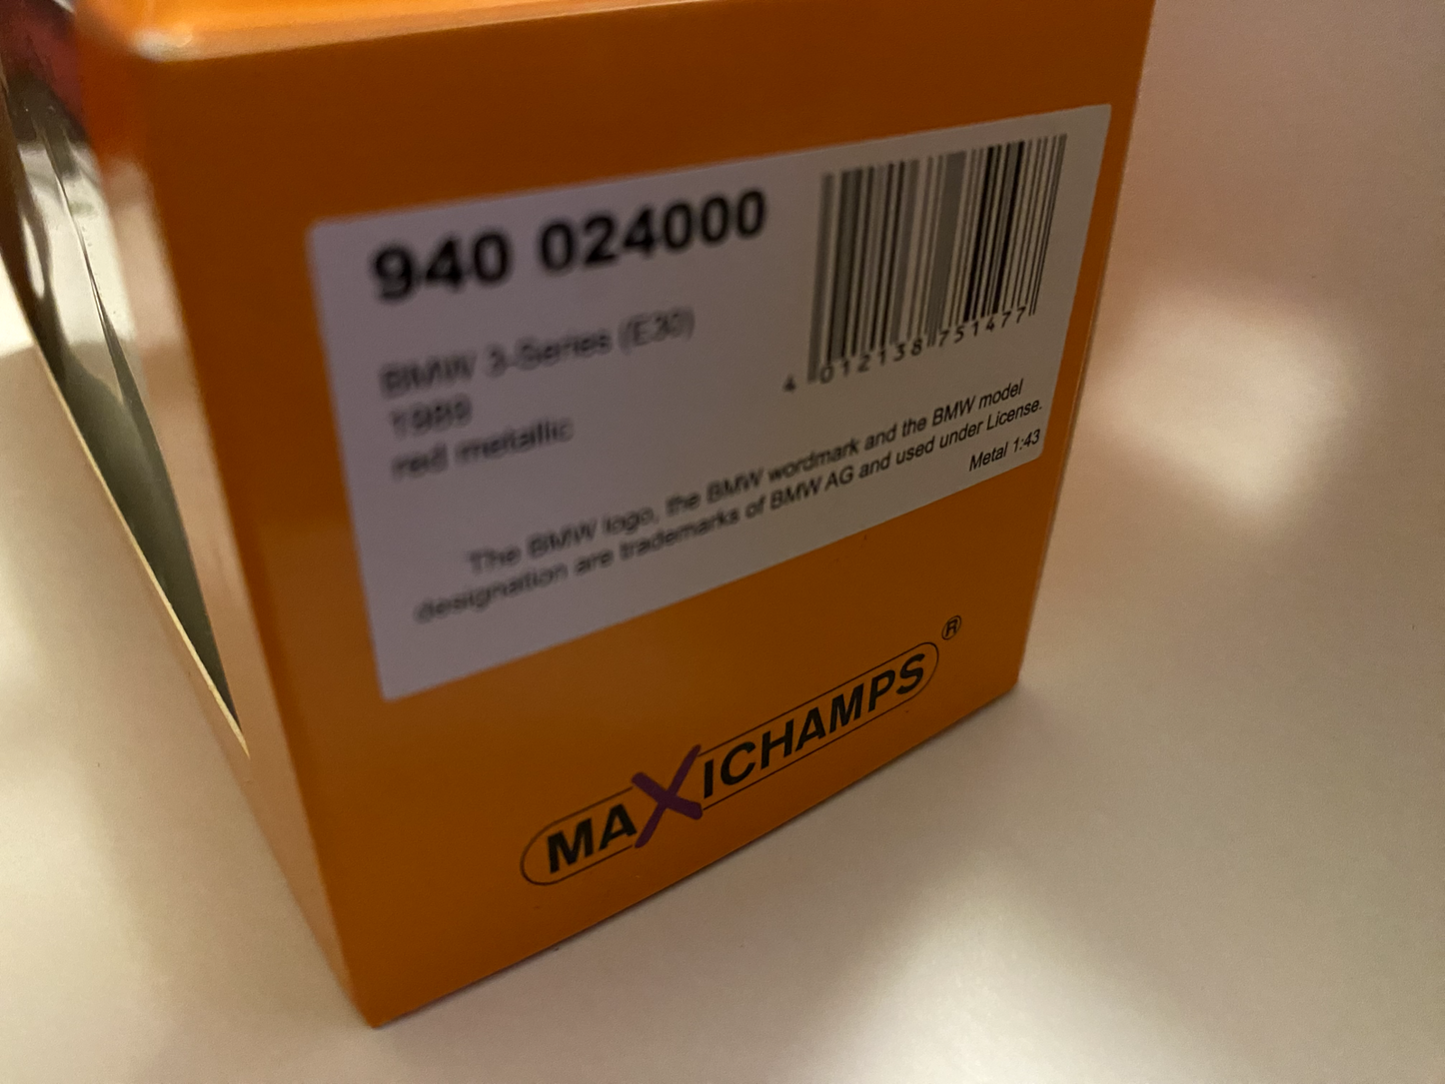 940 024000
BMW 3-Series (E30)
1989
red metallic
4 012138 751477
The BMW logo, the BMW wordmark and the BMW model
designation are trademarks of BMW AG and used under License.
Metal 1:43
MAXICHAMPS®